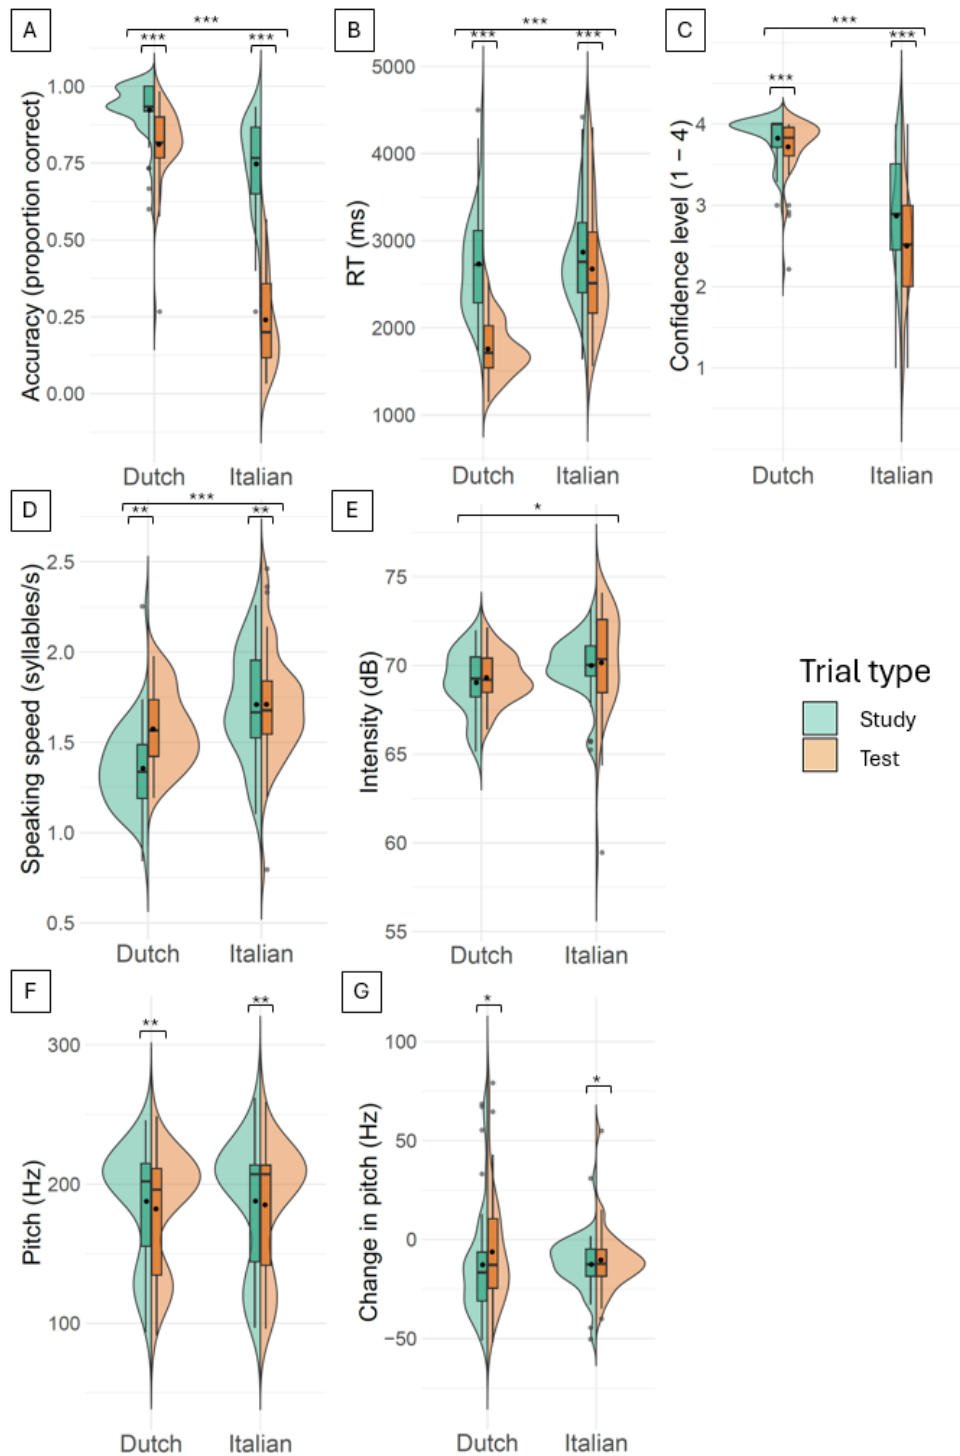 A
B
C
***
***
***
***
***
***
***
***
***
***
Accuracy (proportion correct)
1.00
0.75
0.50
0.25
0.00
Dutch
Italian
RT (ms)
5000
4000
3000
2000
1000
Dutch
Italian
Confidence level (1 – 4)
4
3
2
1
Dutch
Italian
D
E
***
**
**
*
Speaking speed (syllables/s)
2.5
2.0
1.5
1.0
0.5
Dutch
Italian
Intensity (dB)
75
70
65
60
55
Dutch
Italian
Trial type
Study
Test
F
G
**
**
*
*
Pitch (Hz)
300
200
100
Dutch
Italian
Change in pitch (Hz)
100
50
0
−50
Dutch
Italian